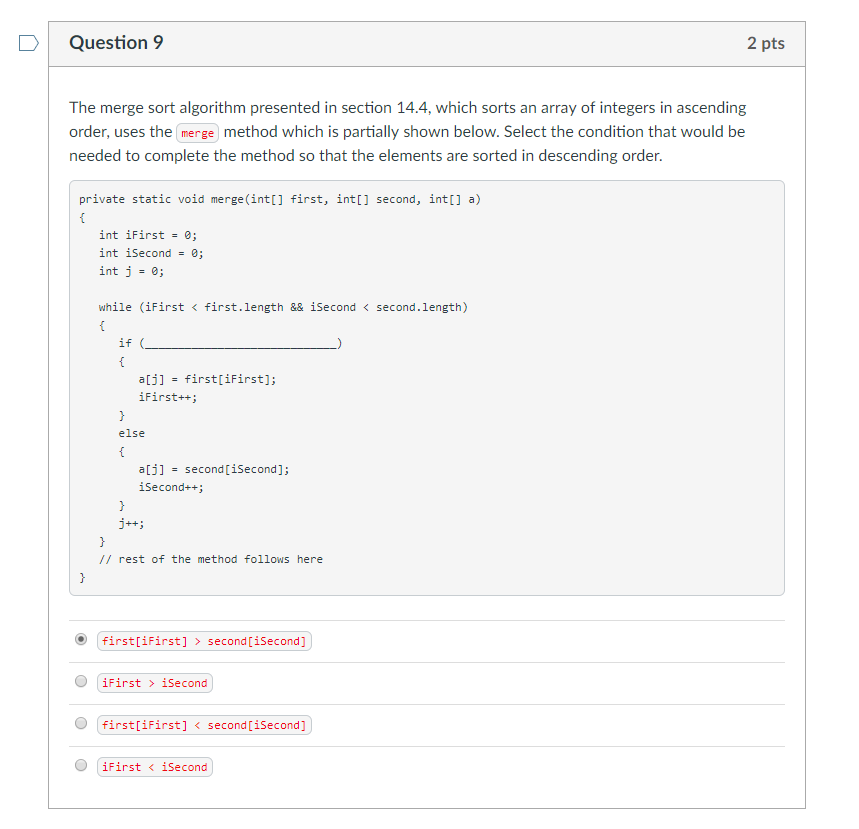 Question 9
2 pts
The merge sort algorithm presented in section 14.4, which sorts an array of integers in ascending
order, uses the merge method which is partially shown below. Select the condition that would be
needed to complete the method so that the elements are sorted in descending order.
private static void merge(int[] first, int[] second, int[] a)
{
   int iFirst = 0;
   int iSecond = 0;
   int j = 0;

   while (iFirst < first.length && iSecond < second.length)
   {
      if (_____________________________)
      {
         a[j] = first[iFirst];
         iFirst++;
      }
      else
      {
         a[j] = second[iSecond];
         iSecond++;
      }
      j++;
   }
   // rest of the method follows here
}
first[iFirst] > second[iSecond]
iFirst > iSecond
first[iFirst] < second[iSecond]
iFirst < iSecond